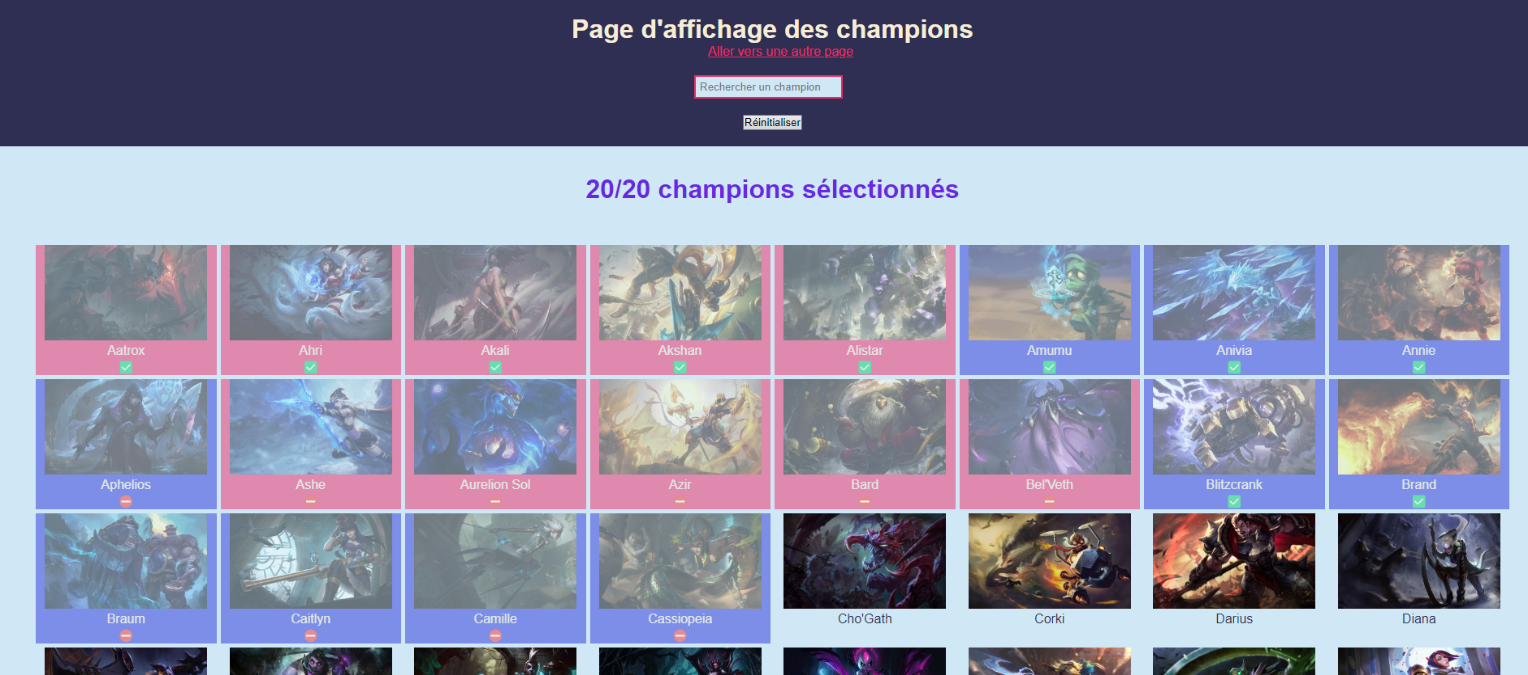 Page d'affichage des champions
Aller vers une autre page
Rechercher un champion
Réinitialiser
20/20 champions sélectionnés
Aatrox Ahri Akali Akshan Alistar Amumu Anivia Annie
Aphelios Ashe Aurelion Sol Azir Bard Bel'Veth Blitzcrank Brand
Braum Caitlyn Camille Cassiopeia Cho'Gath Corki Darius Diana